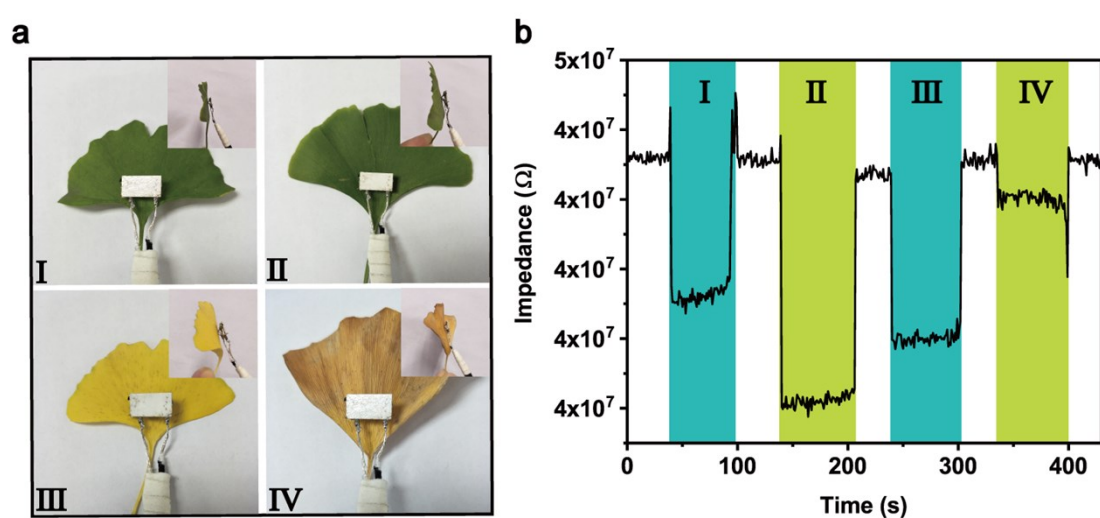 a
I
II
III
IV
b
Impedance (Ω)
5x10⁷
4x10⁷
4x10⁷
4x10⁷
4x10⁷
4x10⁷
I
II
III
IV
0
100
200
300
400
Time (s)